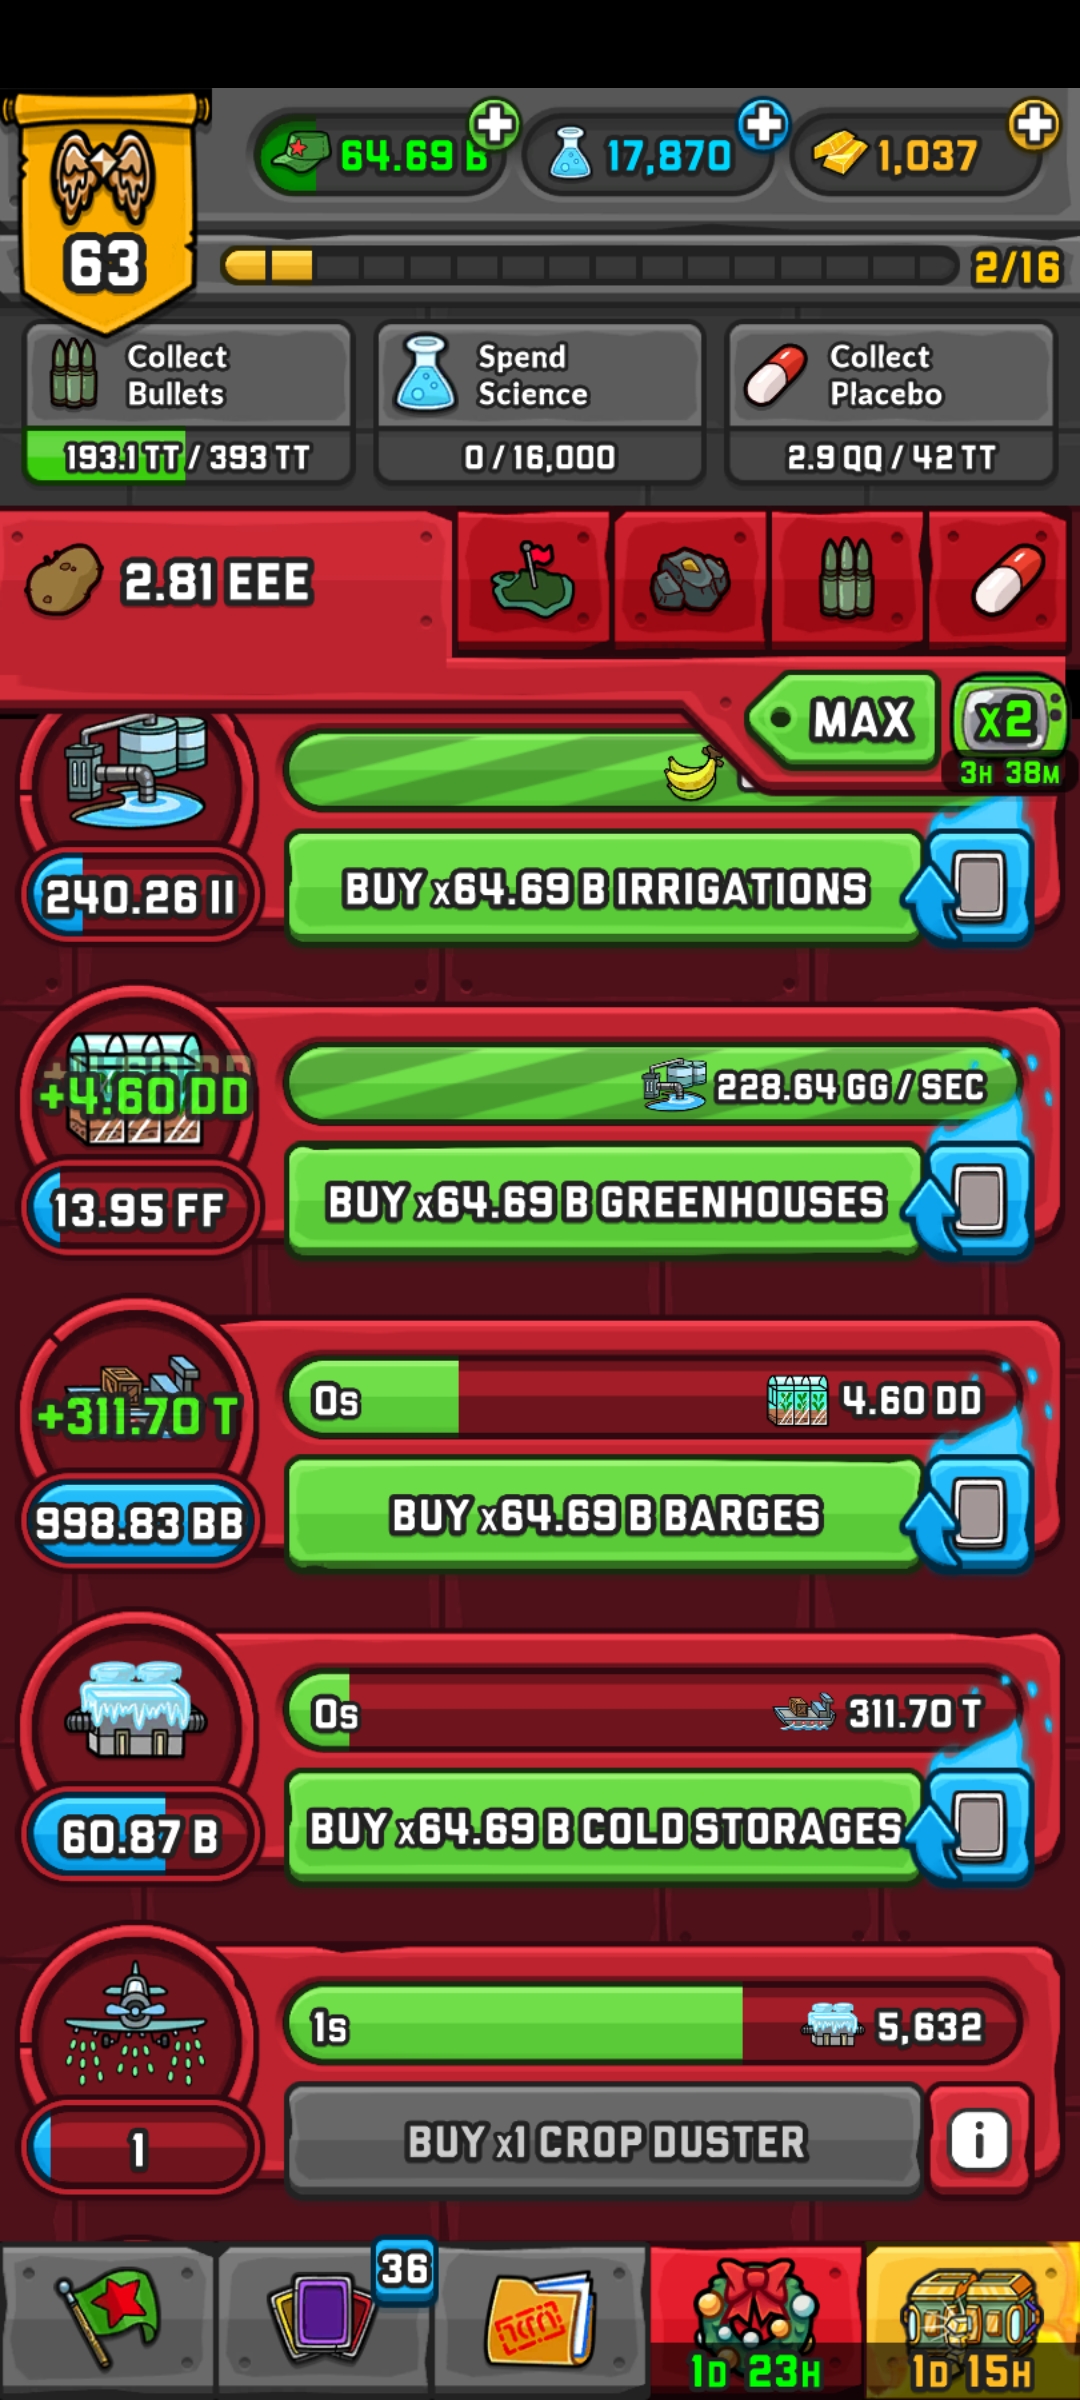 64.69 B
17,870
1,037
63
2/16
Collect
Bullets
193.1 TT / 393 TT
Spend
Science
0 / 16,000
Collect
Placebo
2.9 QQ / 42 TT
2.81 EEE
MAX
x2
3H 38M
240.26 II
BUY x64.69 B IRRIGATIONS
+4.60 DD
228.64 GG / SEC
13.95 FF
BUY x64.69 B GREENHOUSES
+311.70 T
0s
4.60 DD
998.83 BB
BUY x64.69 B BARGES
0s
311.70 T
60.87 B
BUY x64.69 B COLD STORAGES
1s
5,632
1
BUY x1 CROP DUSTER
i
36
1D 23H
1D 15H